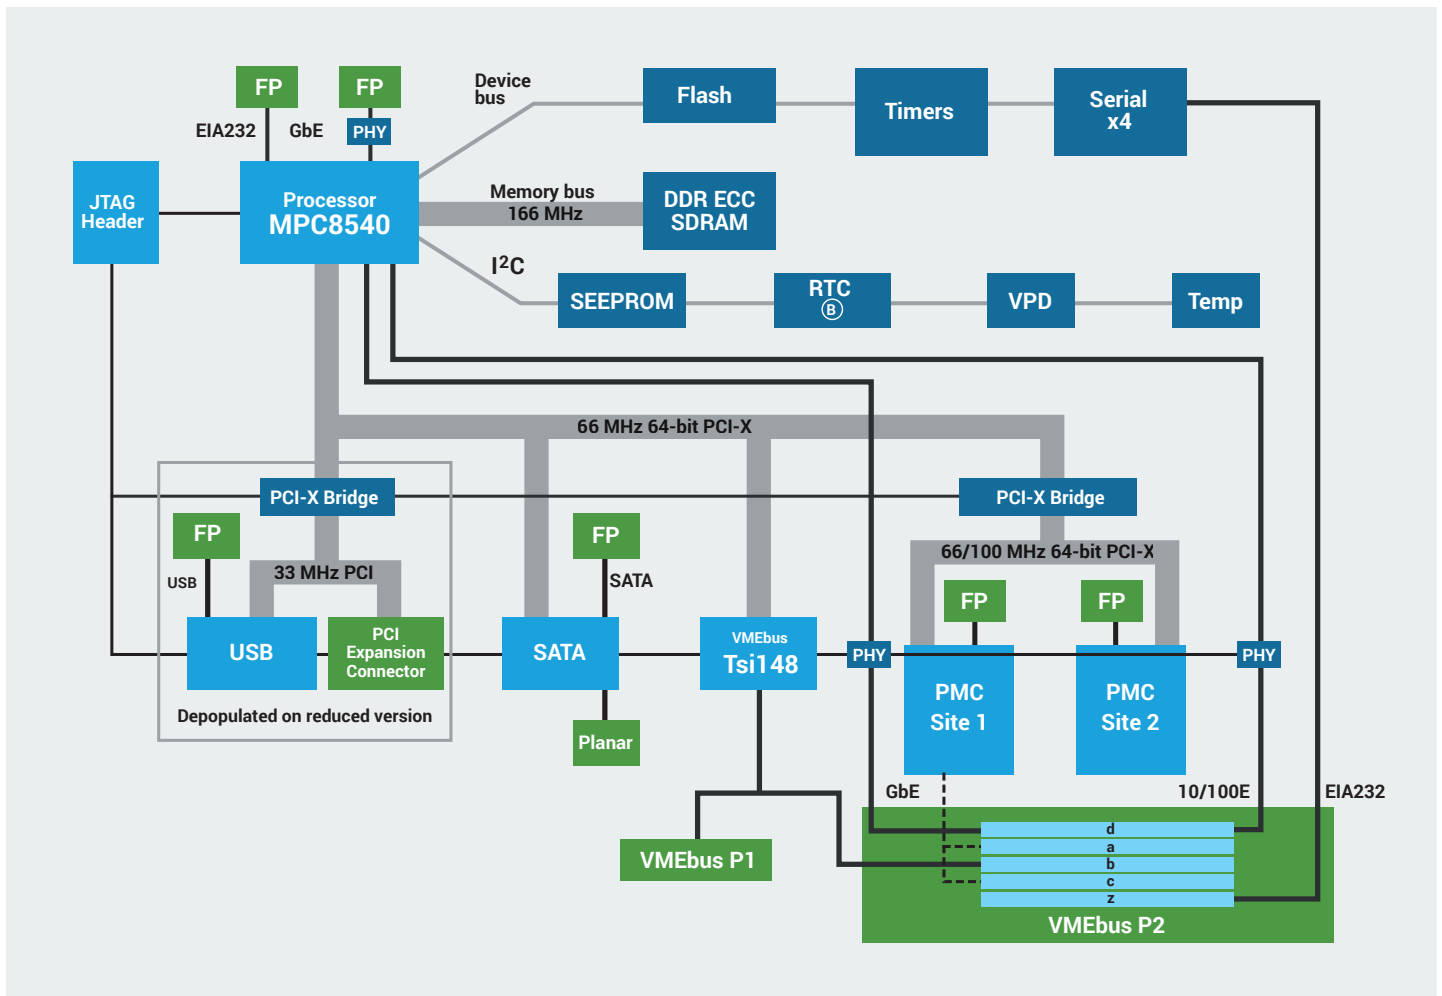 FP
FP
Device
bus
Flash
Timers
Serial
x4
EIA232
GbE
PHY
JTAG
Header
Processor
MPC8540
Memory bus
166 MHz
DDR ECC
SDRAM
I²C
SEEPROM
RTC
B
VPD
Temp
66 MHz 64-bit PCI-X
PCI-X Bridge
PCI-X Bridge
FP
USB
33 MHz PCI
FP
SATA
66/100 MHz 64-bit PCI-X
FP
FP
USB
PCI
Expansion
Connector
SATA
VMEbus
Tsi148
PHY
PHY
PMC
Site 1
PMC
Site 2
Depopulated on reduced version
Planar
GbE
10/100E
EIA232
VMEbus P1
d
a
b
c
z
VMEbus P2